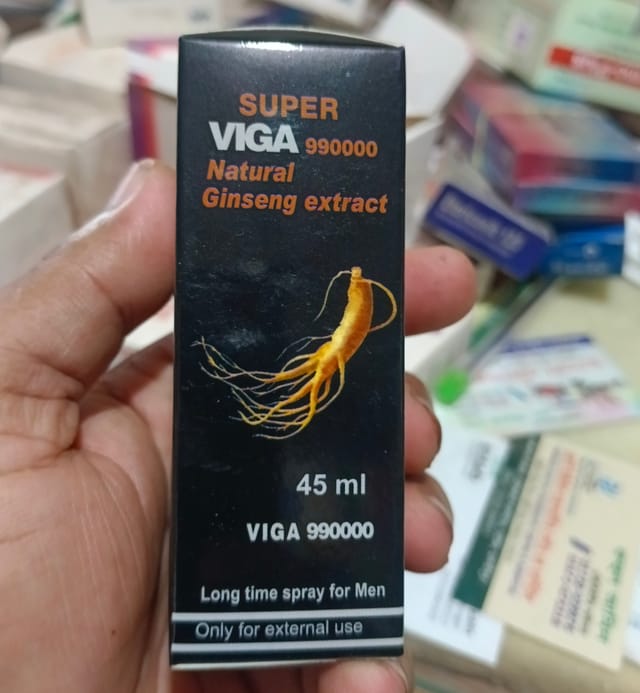 SUPER
VIGA 990000
Natural
Ginseng extract
45 ml
VIGA 990000
Long time spray for Men
Only for external use